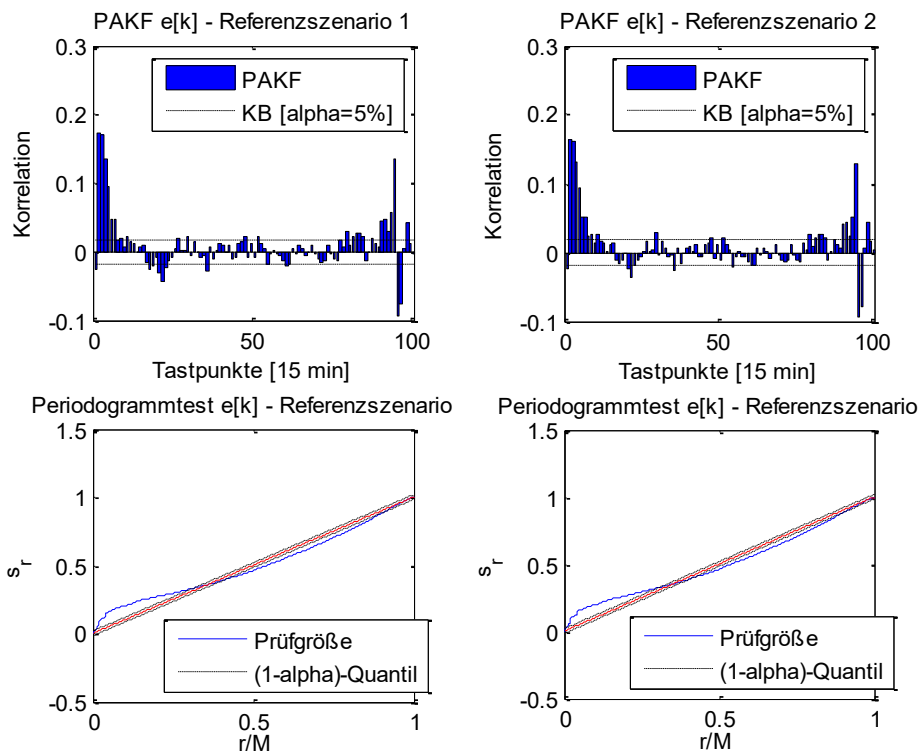 PAKF e[k] - Referenzszenario 1
0.3
0.2
0.1
0
-0.1
Korrelation
PAKF
KB [alpha=5%]
0
50
100
Tastpunkte [15 min]
PAKF e[k] - Referenzszenario 2
0.3
0.2
0.1
0
-0.1
Korrelation
PAKF
KB [alpha=5%]
0
50
100
Tastpunkte [15 min]
Periodogrammtest e[k] - Referenzszenario
1.5
1
0.5
0
-0.5
s_r
Prüfgröße
(1-alpha)-Quantil
0
0.5
1
r/M
Periodogrammtest e[k] - Referenzszenario
1.5
1
0.5
0
-0.5
s_r
Prüfgröße
(1-alpha)-Quantil
0
0.5
1
r/M